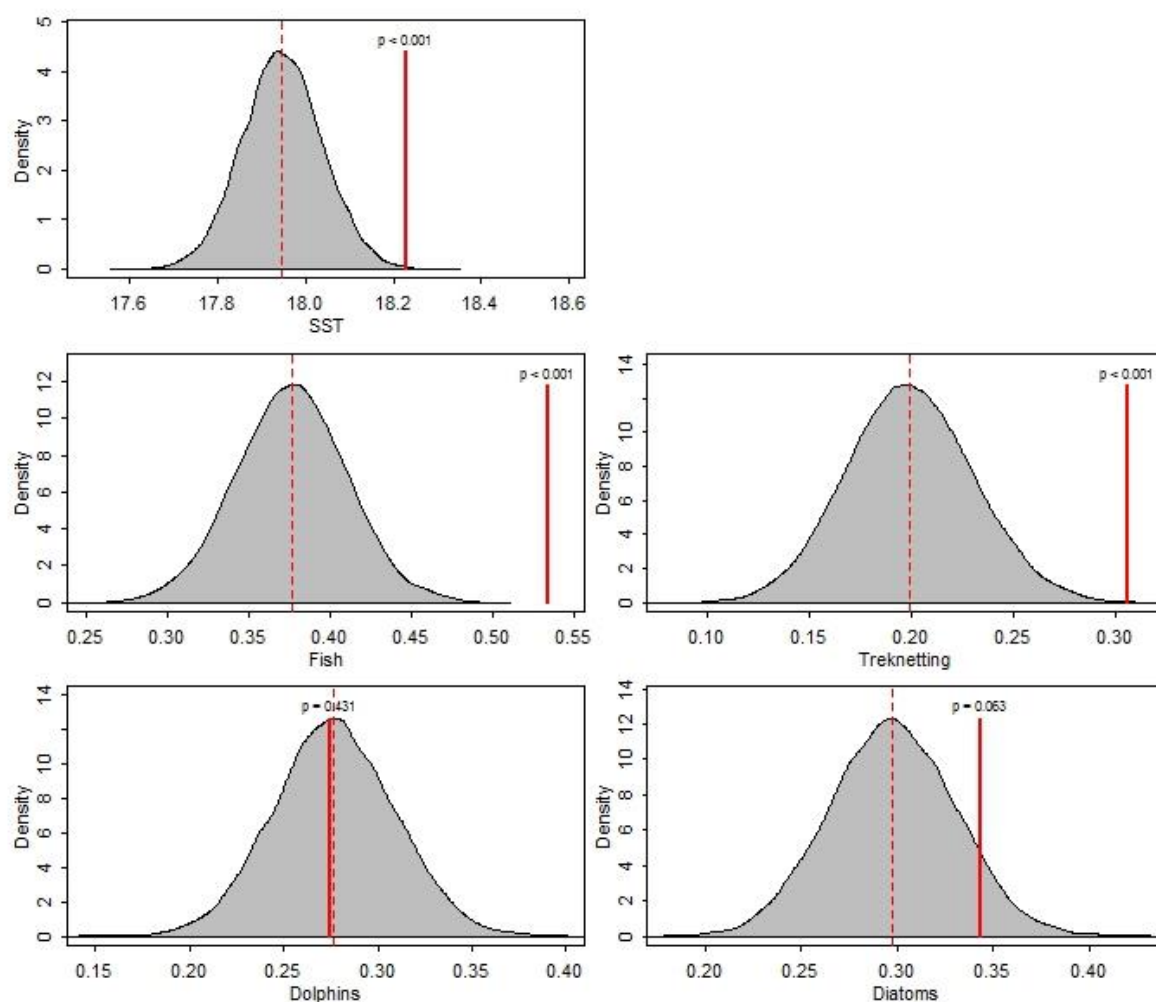 p < 0.001
Density
0 1 2 3 4 5
17.6 17.8 18.0 18.2 18.4 18.6
SST
p < 0.001
Density
0 2 4 6 8 10 12
0.25 0.30 0.35 0.40 0.45 0.50 0.55
Fish
p < 0.001
Density
0 2 4 6 8 10 14
0.10 0.15 0.20 0.25 0.30
Treknetting
p = 0.431
Density
0 2 4 6 8 10 12 14
0.15 0.20 0.25 0.30 0.35 0.40
Dolphins
p = 0.063
Density
0 2 4 6 8 10 12 14
0.20 0.25 0.30 0.35 0.40
Diatoms